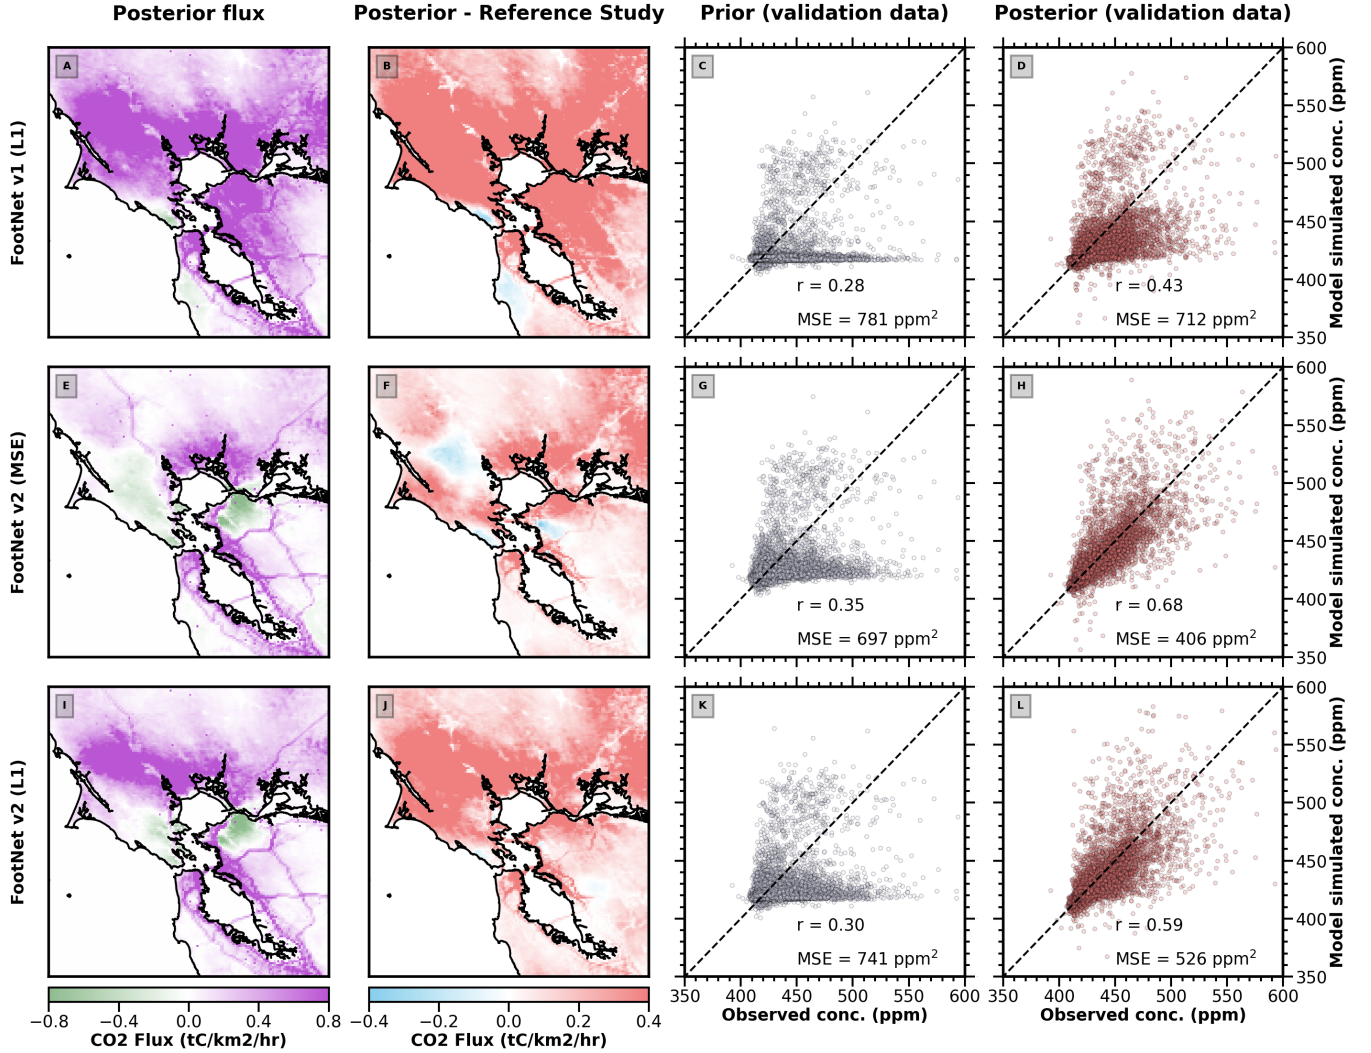 Posterior flux
Posterior - Reference Study
Prior (validation data)
Posterior (validation data)
FootNet v1 (L1)
A
B
C
r = 0.28
MSE = 781 ppm²
D
r = 0.43
MSE = 712 ppm²
600
550
500
450
400
350
Model simulated conc. (ppm)
FootNet v2 (MSE)
E
F
G
r = 0.35
MSE = 697 ppm²
H
r = 0.68
MSE = 406 ppm²
600
550
500
450
400
350
Model simulated conc. (ppm)
FootNet v2 (L1)
I
J
K
r = 0.30
MSE = 741 ppm²
L
r = 0.59
MSE = 526 ppm²
600
550
500
450
400
350
Model simulated conc. (ppm)
−0.8 −0.4 0.0 0.4 0.8
CO2 Flux (tC/km2/hr)
−0.4 −0.2 0.0 0.2 0.4
CO2 Flux (tC/km2/hr)
350 400 450 500 550 600
Observed conc. (ppm)
350 400 450 500 550 600
Observed conc. (ppm)